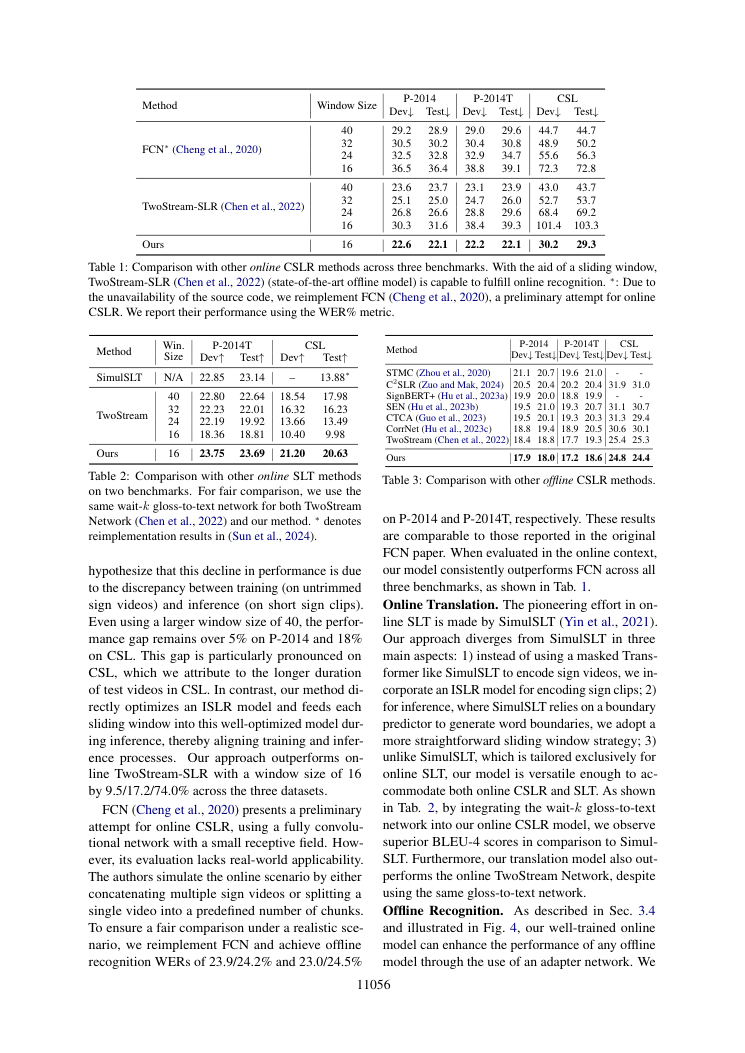 Method Window Size P-2014 P-2014T CSL
Dev↓ Test↓ Dev↓ Test↓ Dev↓ Test↓
FCN* (Cheng et al., 2020)
40 29.2 28.9 29.0 29.6 44.7 44.7
32 30.5 30.2 30.4 30.8 48.9 50.2
24 32.5 32.8 32.9 34.7 55.6 56.3
16 36.5 36.4 38.8 39.1 72.3 72.8
TwoStream-SLR (Chen et al., 2022)
40 23.6 23.7 23.1 23.9 43.0 43.7
32 25.1 25.0 24.7 26.0 52.7 53.7
24 26.8 26.6 28.8 29.6 68.4 69.2
16 30.3 31.6 38.4 39.3 101.4 103.3
Ours 16 22.6 22.1 22.2 22.1 30.2 29.3
Table 1: Comparison with other online CSLR methods across three benchmarks. With the aid of a sliding window,
TwoStream-SLR (Chen et al., 2022) (state-of-the-art offline model) is capable to fulfill online recognition. *: Due to
the unavailability of the source code, we reimplement FCN (Cheng et al., 2020), a preliminary attempt for online
CSLR. We report their performance using the WER% metric.
Method Win. Size P-2014T CSL
Dev↑ Test↑ Dev↑ Test↑
SimulSLT N/A 22.85 23.14 – 13.88*
TwoStream
40 22.80 22.64 18.54 17.98
32 22.23 22.01 16.32 16.23
24 22.19 19.92 13.66 13.49
16 18.36 18.81 10.40 9.98
Ours 16 23.75 23.69 21.20 20.63
Table 2: Comparison with other online SLT methods
on two benchmarks. For fair comparison, we use the
same wait-k gloss-to-text network for both TwoStream
Network (Chen et al., 2022) and our method. * denotes
reimplementation results in (Sun et al., 2024).
hypothesize that this decline in performance is due
to the discrepancy between training (on untrimmed
sign videos) and inference (on short sign clips).
Even using a larger window size of 40, the perfor-
mance gap remains over 5% on P-2014 and 18%
on CSL. This gap is particularly pronounced on
CSL, which we attribute to the longer duration
of test videos in CSL. In contrast, our method di-
rectly optimizes an ISLR model and feeds each
sliding window into this well-optimized model dur-
ing inference, thereby aligning training and infer-
ence processes. Our approach outperforms on-
line TwoStream-SLR with a window size of 16
by 9.5/17.2/74.0% across the three datasets.
FCN (Cheng et al., 2020) presents a preliminary
attempt for online CSLR, using a fully convolu-
tional network with a small receptive field. How-
ever, its evaluation lacks real-world applicability.
The authors simulate the online scenario by either
concatenating multiple sign videos or splitting a
single video into a predefined number of chunks.
To ensure a fair comparison under a realistic sce-
nario, we reimplement FCN and achieve offline
recognition WERs of 23.9/24.2% and 23.0/24.5%
Method P-2014 P-2014T CSL
Dev↓ Test↓ Dev↓ Test↓ Dev↓ Test↓
STMC (Zhou et al., 2020) 21.1 20.7 19.6 21.0 - -
C²SLR (Zuo and Mak, 2024) 20.5 20.4 20.2 20.4 31.9 31.0
SignBERT+ (Hu et al., 2023a) 19.9 20.0 18.8 19.9 - -
SEN (Hu et al., 2023b) 19.5 21.0 19.3 20.7 31.1 30.7
CTCA (Guo et al., 2023) 19.5 20.1 19.3 20.3 31.3 29.4
CorrNet (Hu et al., 2023c) 18.8 19.4 18.9 20.5 30.6 30.1
TwoStream (Chen et al., 2022) 18.4 18.8 17.7 19.3 25.4 25.3
Ours 17.9 18.0 17.2 18.6 24.8 24.4
Table 3: Comparison with other offline CSLR methods.
on P-2014 and P-2014T, respectively. These results
are comparable to those reported in the original
FCN paper. When evaluated in the online context,
our model consistently outperforms FCN across all
three benchmarks, as shown in Tab. 1.
Online Translation. The pioneering effort in on-
line SLT is made by SimulSLT (Yin et al., 2021).
Our approach diverges from SimulSLT in three
main aspects: 1) instead of using a masked Trans-
former like SimulSLT to encode sign videos, we in-
corporate an ISLR model for encoding sign clips; 2)
for inference, where SimulSLT relies on a boundary
predictor to generate word boundaries, we adopt a
more straightforward sliding window strategy; 3)
unlike SimulSLT, which is tailored exclusively for
online SLT, our model is versatile enough to ac-
commodate both online CSLR and SLT. As shown
in Tab. 2, by integrating the wait-k gloss-to-text
network into our online CSLR model, we observe
superior BLEU-4 scores in comparison to Simul-
SLT. Furthermore, our translation model also out-
performs the online TwoStream Network, despite
using the same gloss-to-text network.
Offline Recognition. As described in Sec. 3.4
and illustrated in Fig. 4, our well-trained online
model can enhance the performance of any offline
model through the use of an adapter network. We
11056